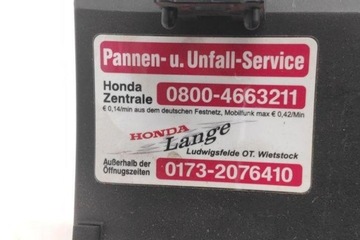 Pannen- u. Unfall-Service
Honda
Zentrale
0800-4663211
€ 0,14/min aus dem deutschen Festnetz, Mobilfunk max € 0,42/Min
HONDA
Lange
Ludwigsfelde OT. Wietstock
Außerhalb der
Öffnungszeiten
0173-2076410